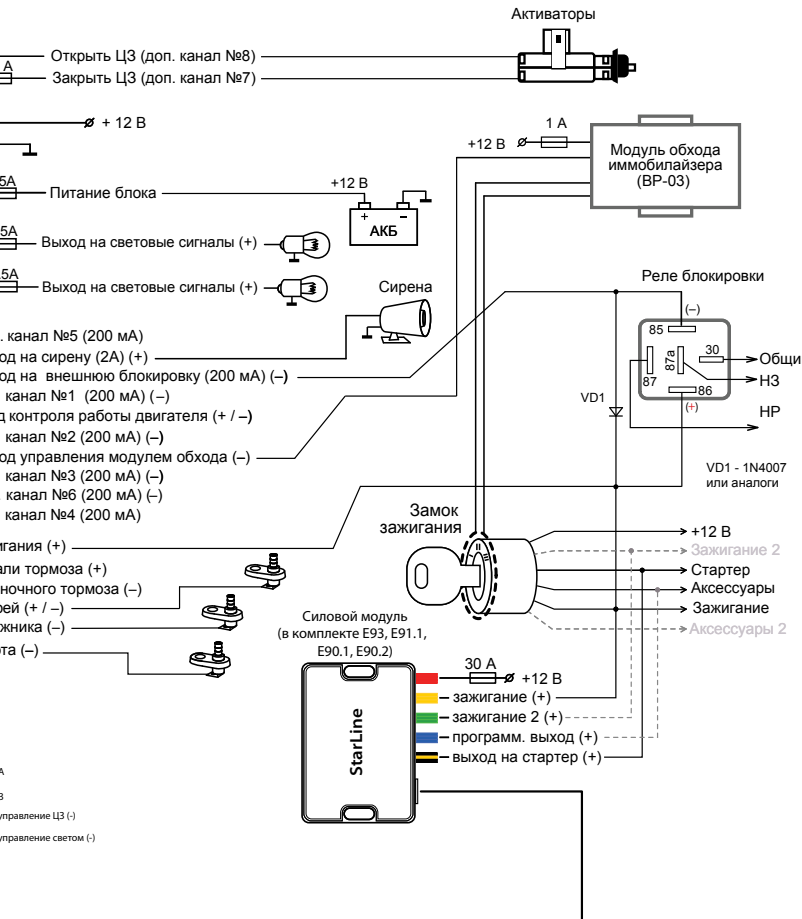 Активаторы
Открыть ЦЗ (доп. канал №8)
А
Закрыть ЦЗ (доп. канал №7)
+ 12 В
1 А
+12 В
Модуль обхода
иммобилайзера
(BP-03)
5А
Питание блока
+12 В
+ –
АКБ
5А
Выход на световые сигналы (+)
.5А
Выход на световые сигналы (+)
Сирена
Реле блокировки
(–)
85
30
87a
87
86
(+)
Общи
НЗ
НР
VD1
VD1 - 1N4007
или аналоги
. канал №5 (200 мА)
од на сирену (2А) (+)
од на внешнюю блокировку (200 мА) (–)
канал №1 (200 мА) (–)
д контроля работы двигателя (+ / –)
канал №2 (200 мА) (–)
од управления модулем обхода (–)
канал №3 (200 мА) (–)
. канал №6 (200 мА) (–)
канал №4 (200 мА)
игания (+)
али тормоза (+)
ночного тормоза (–)
рей (+ / –)
жника (–)
та (–)
Замок
зажигания
I II III
+12 В
Зажигание 2
Стартер
Аксессуары
Зажигание
Аксессуары 2
Силовой модуль
(в комплекте E93, E91.1,
E90.1, E90.2)
StarLine
30 А
+12 В
зажигание (+)
зажигание 2 (+)
программ. выход (+)
выход на стартер (+)
А
В
управление ЦЗ (-)
управление светом (-)